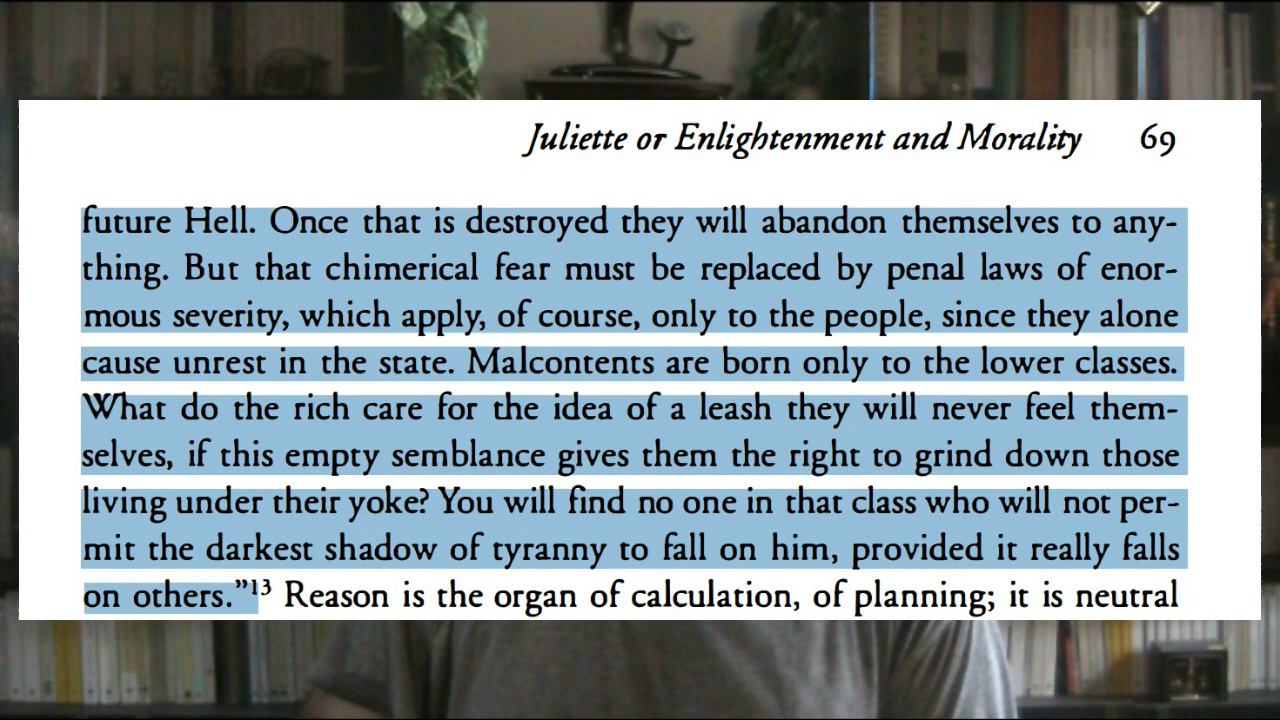 Juliette or Enlightenment and Morality 69
future Hell. Once that is destroyed they will abandon themselves to any-
thing. But that chimerical fear must be replaced by penal laws of enor-
mous severity, which apply, of course, only to the people, since they alone
cause unrest in the state. Malcontents are born only to the lower classes.
What do the rich care for the idea of a leash they will never feel them-
selves, if this empty semblance gives them the right to grind down those
living under their yoke? You will find no one in that class who will not per-
mit the darkest shadow of tyranny to fall on him, provided it really falls
on others.”13 Reason is the organ of calculation, of planning; it is neutral